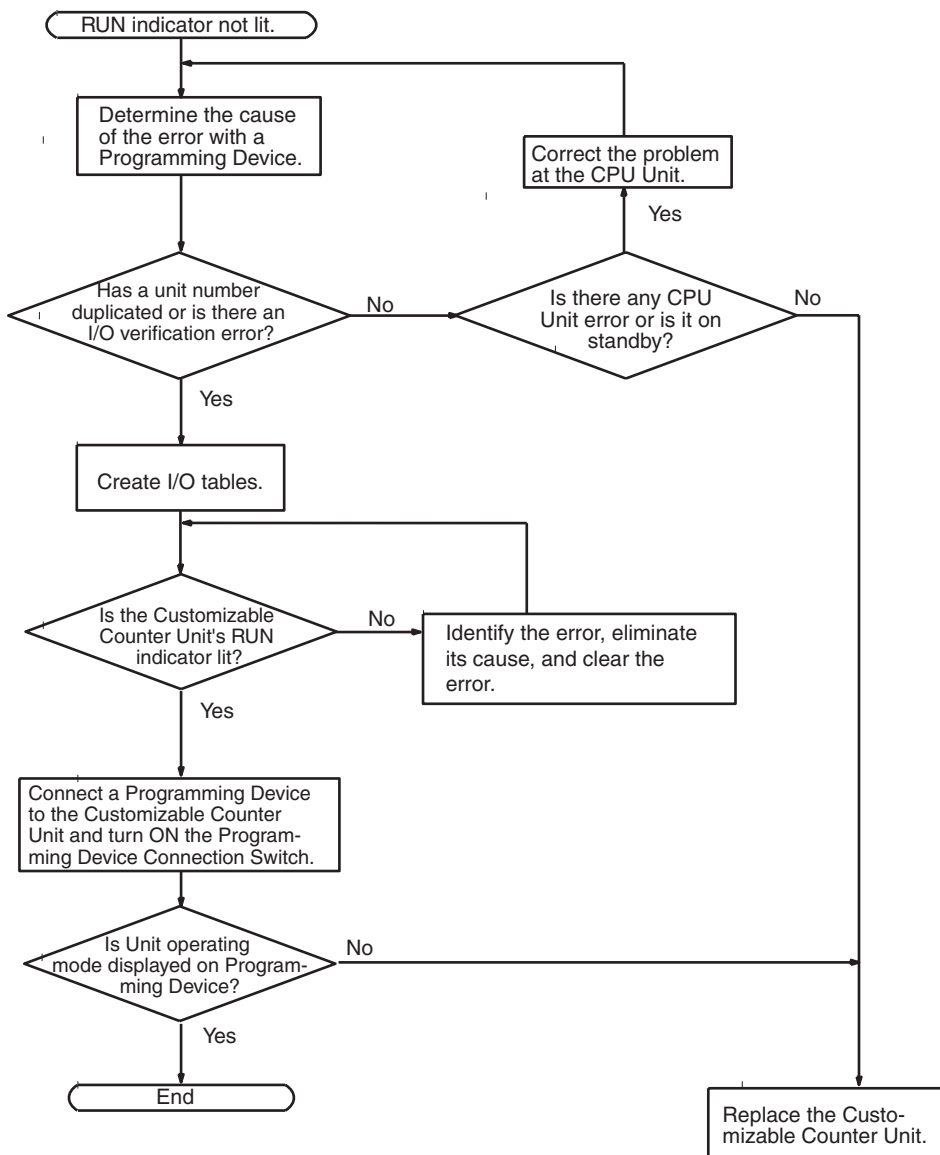 RUN indicator not lit.
Determine the cause
of the error with a
Programming Device.
Correct the problem
at the CPU Unit.
Yes
Has a unit number
duplicated or is there an
I/O verification error?
No
Is there any CPU
Unit error or is it on
standby?
No
Yes
Create I/O tables.
Is the Customizable
Counter Unit's RUN
indicator lit?
No
Identify the error, eliminate
its cause, and clear the
error.
Yes
Connect a Programming Device
to the Customizable Counter
Unit and turn ON the Program-
ming Device Connection Switch.
Is Unit operating
mode displayed on Program-
ming Device?
No
Yes
End
Replace the Custo-
mizable Counter Unit.